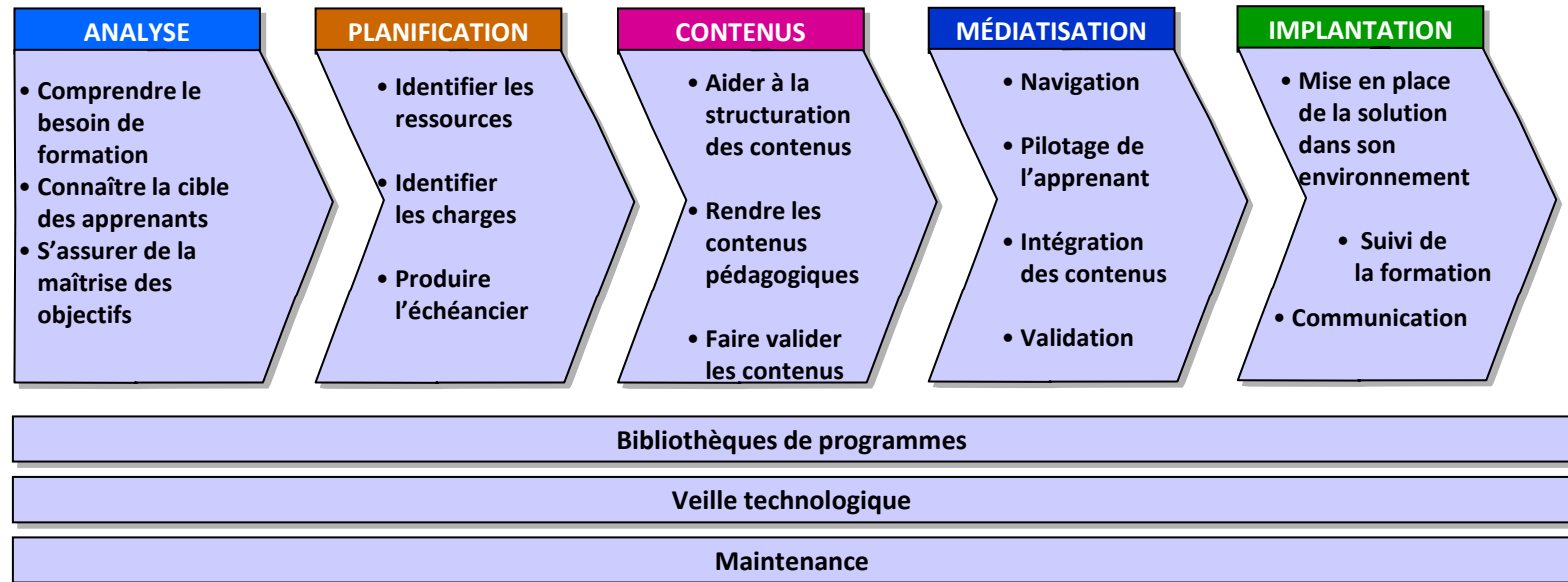 ANALYSE
• Comprendre le
besoin de
formation
• Connaître la cible
des apprenants
• S’assurer de la
maîtrise des
objectifs
PLANIFICATION
• Identifier les
ressources
• Identifier
les charges
• Produire
l’échéancier
CONTENUS
• Aider à la
structuration
des contenus
• Rendre les
contenus
pédagogiques
• Faire valider
les contenus
MÉDIATISATION
• Navigation
• Pilotage de
l’apprenant
• Intégration
des contenus
• Validation
IMPLANTATION
• Mise en place
de la solution
dans son
environnement
• Suivi de
la formation
• Communication
Bibliothèques de programmes
Veille technologique
Maintenance